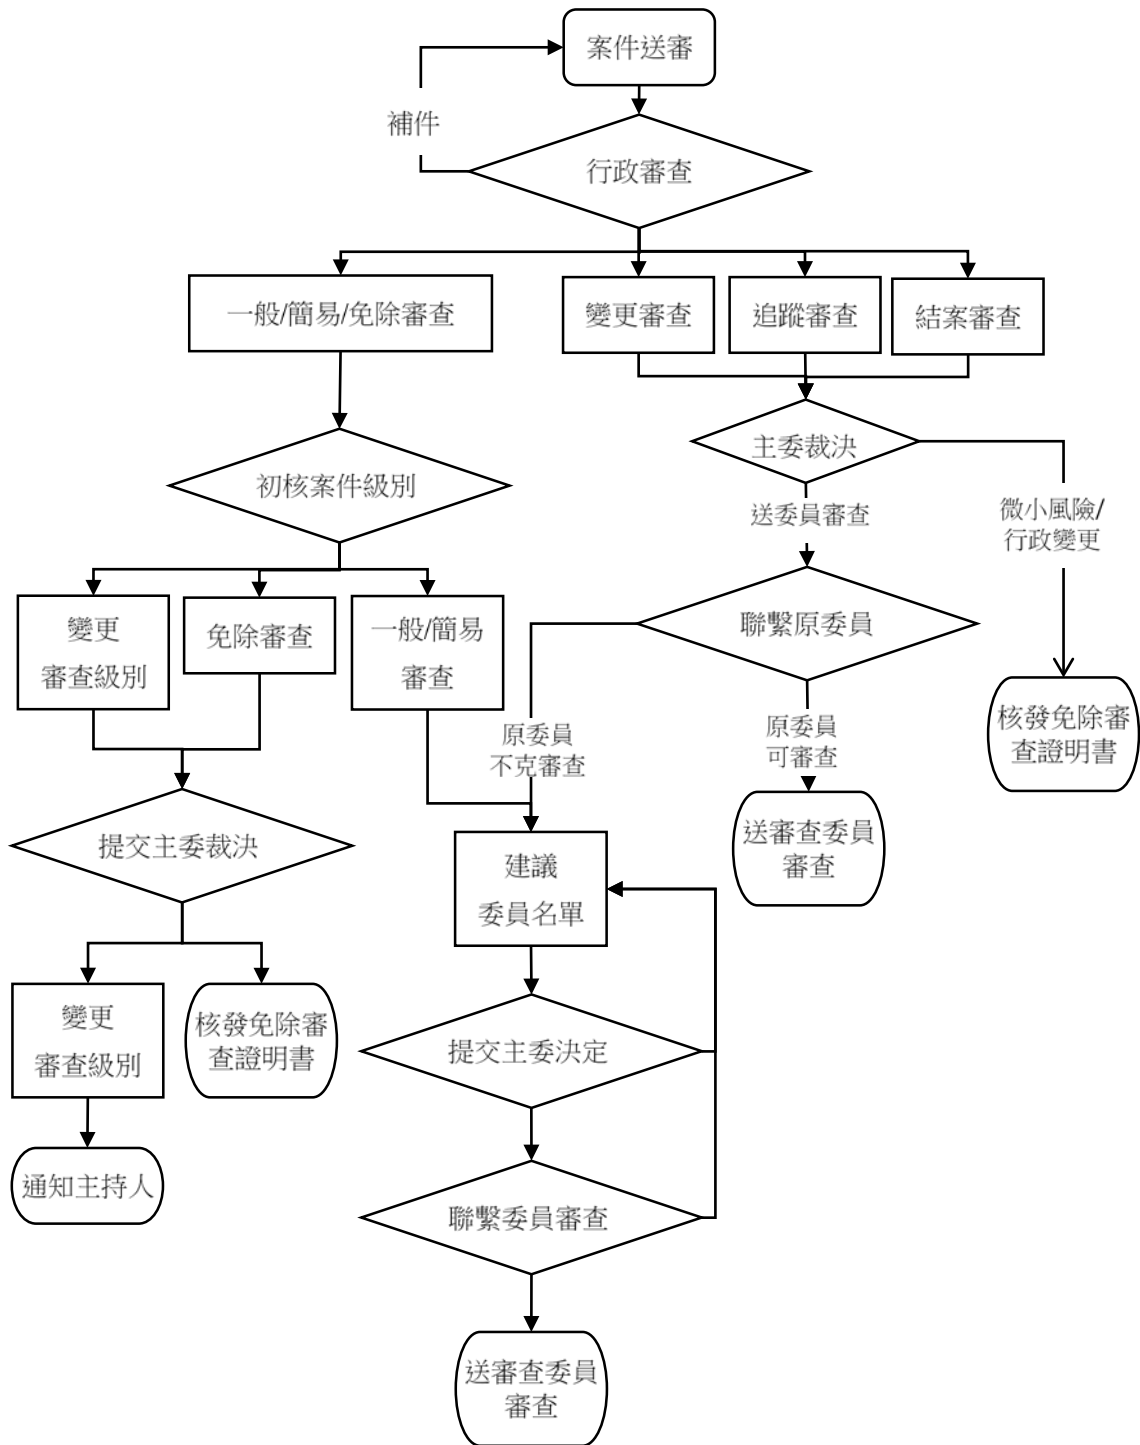 案件送審
補件
行政審查
一般/簡易/免除審查
變更審查
追蹤審查
結案審查
主委裁決
初核案件級別
送委員審查
微小風險/
行政變更
變更
審查級別
免除審查
一般/簡易
審查
聯繫原委員
原委員
不克審查
原委員
可審查
核發免除審
查證明書
送審查委員
審查
提交主委裁決
建議
委員名單
變更
審查級別
核發免除審
查證明書
提交主委決定
通知主持人
聯繫委員審查
送審查委員
審查